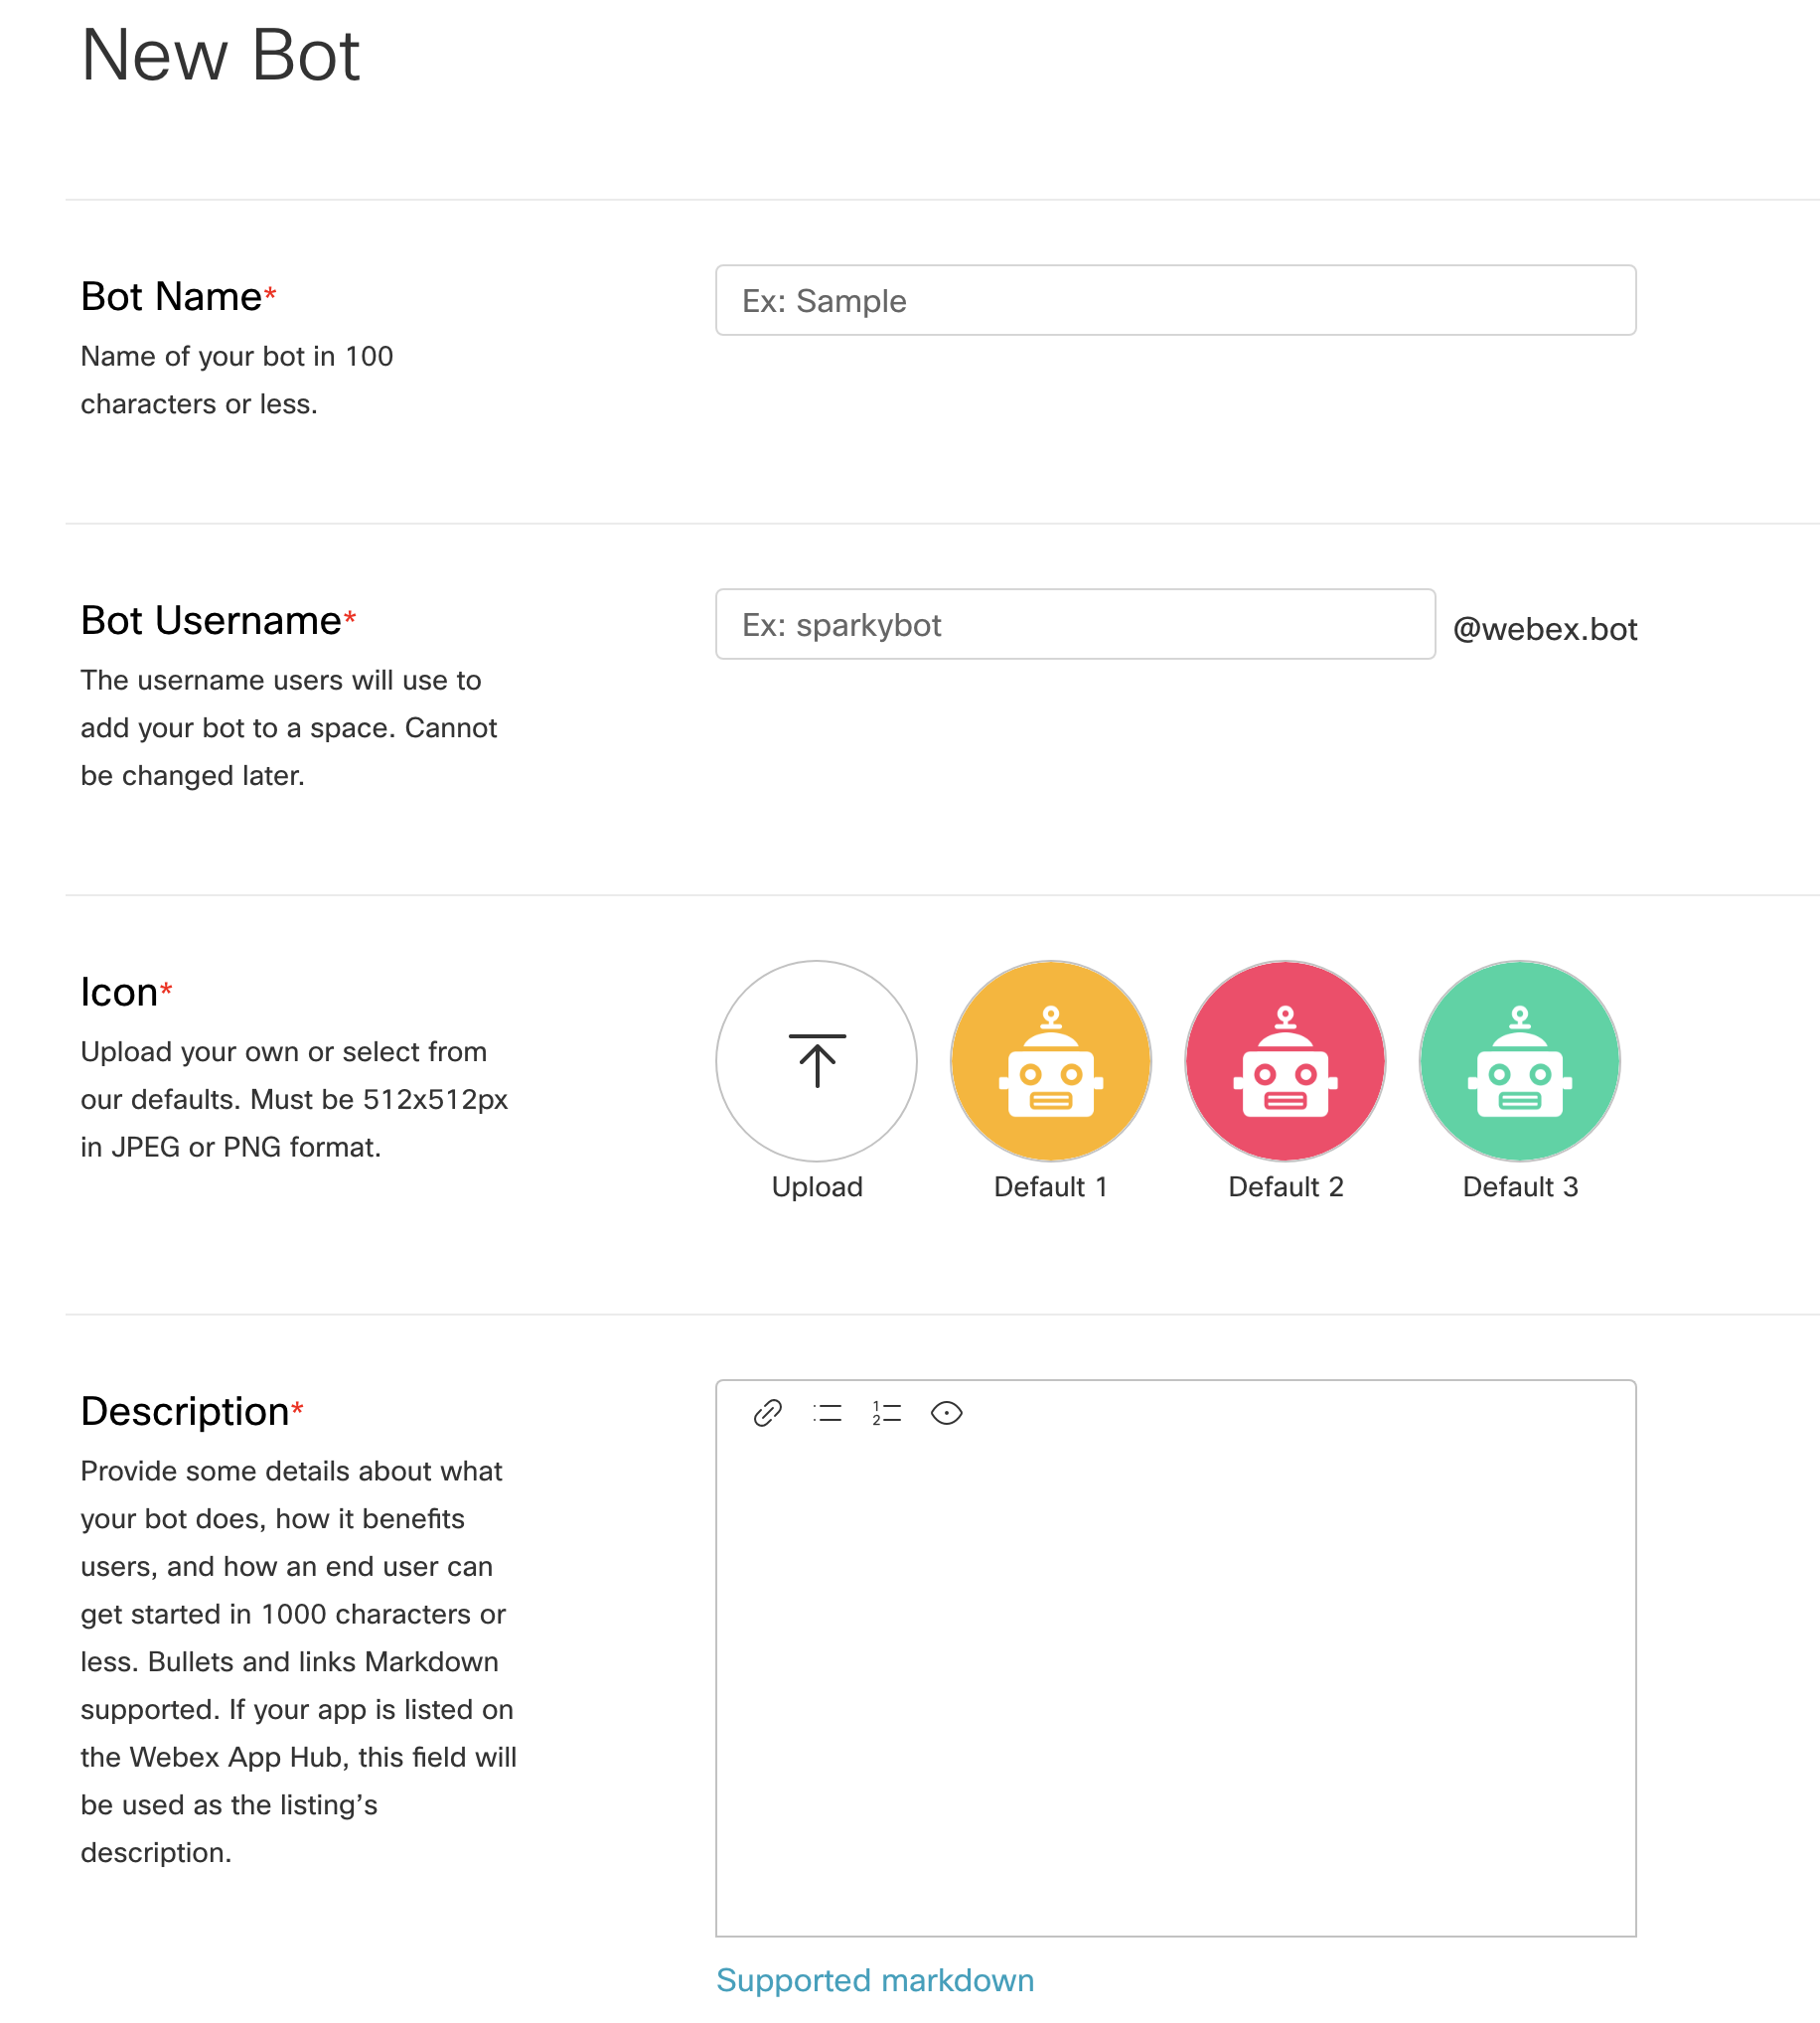 New Bot
Bot Name*
Ex: Sample
Name of your bot in 100
characters or less.
Bot Username*
Ex: sparkybot
@webex.bot
The username users will use to
add your bot to a space. Cannot
be changed later.
Icon*
Upload your own or select from
our defaults. Must be 512x512px
in JPEG or PNG format.
Upload
Default 1
Default 2
Default 3
Description*
Provide some details about what
your bot does, how it benefits
users, and how an end user can
get started in 1000 characters or
less. Bullets and links Markdown
supported. If your app is listed on
the Webex App Hub, this field will
be used as the listing’s
description.
Supported markdown